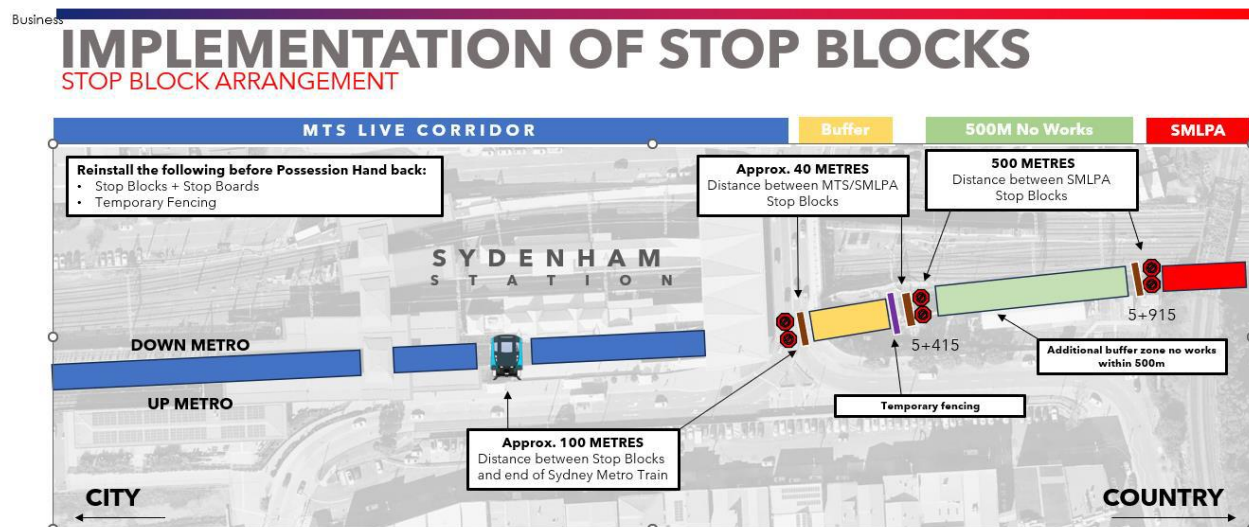 Business
IMPLEMENTATION OF STOP BLOCKS
STOP BLOCK ARRANGEMENT
MTS LIVE CORRIDOR
Buffer
500M No Works
SMLPA
Reinstall the following before Possession Hand back:
• Stop Blocks + Stop Boards
• Temporary Fencing
Approx. 40 METRES
Distance between MTS/SMLPA
Stop Blocks
500 METRES
Distance between SMLPA
Stop Blocks
SYDENHAM
STATION
5+915
5+415
DOWN METRO
Additional buffer zone no works
within 500m
UP METRO
Temporary fencing
Approx. 100 METRES
Distance between Stop Blocks
and end of Sydney Metro Train
CITY
COUNTRY